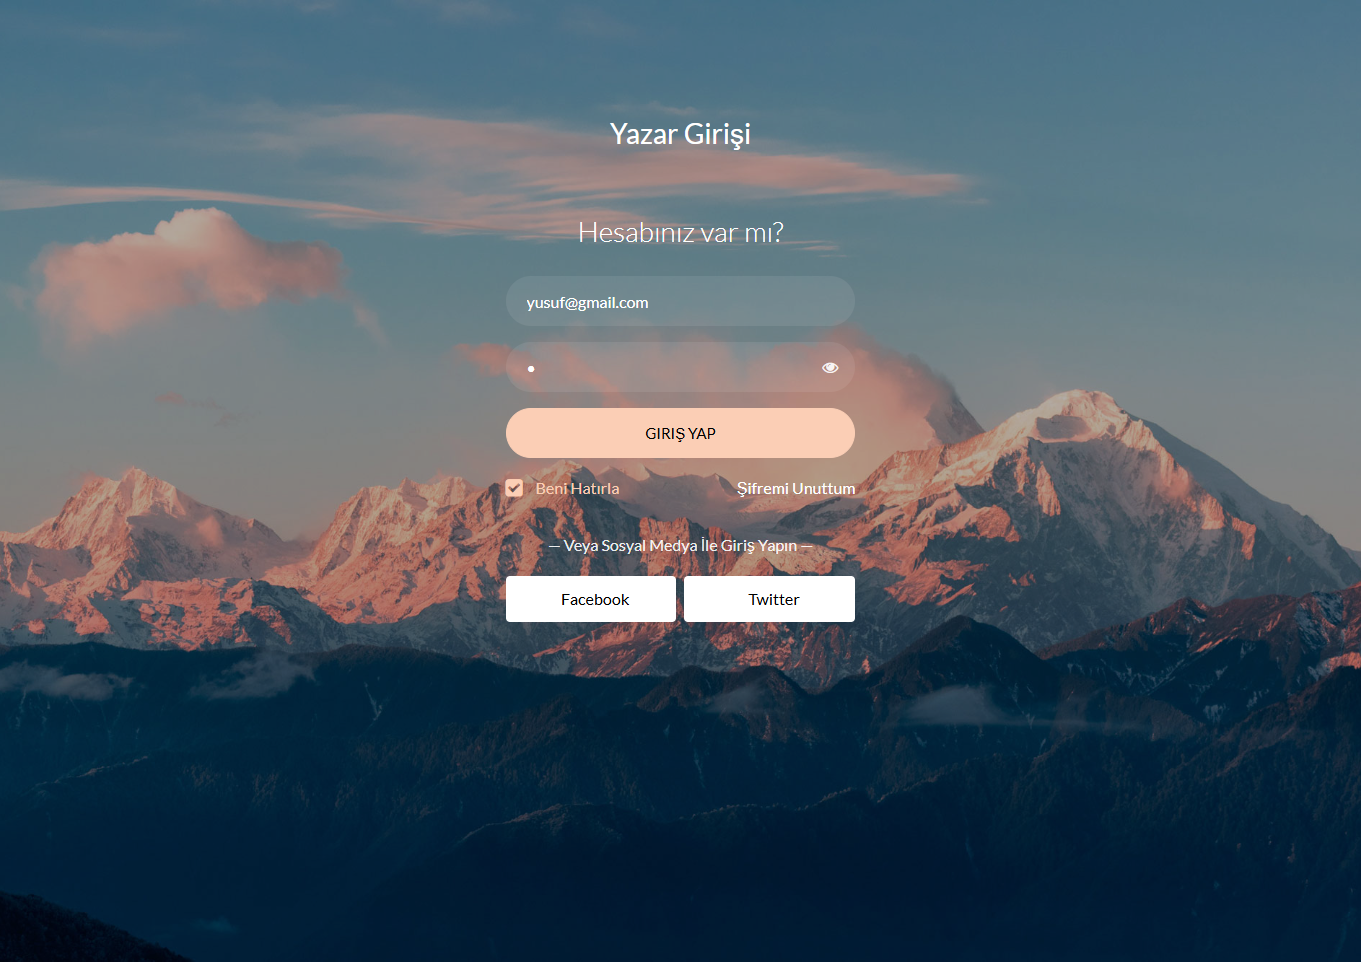 Yazar Girişi
Hesabınız var mı?
yusuf@gmail.com
GIRIŞ YAP
Beni Hatırla
Şifremi Unuttum
— Veya Sosyal Medya İle Giriş Yapın —
Facebook
Twitter